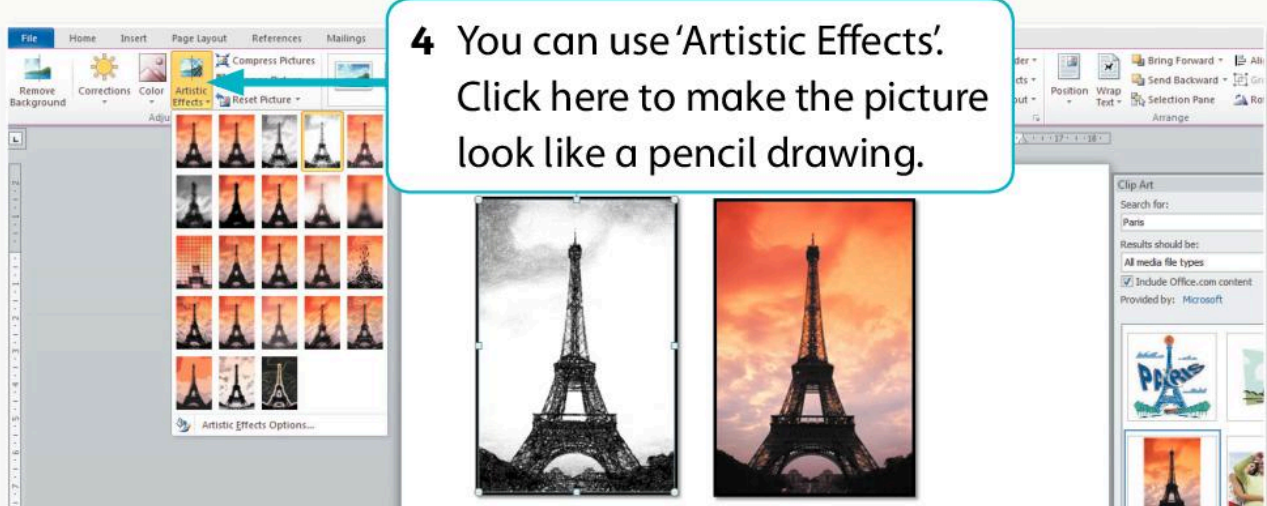 File Home Insert Page Layout References Mailings
4 You can use 'Artistic Effects'.
Click here to make the picture
look like a pencil drawing.
Remove
Background
Corrections
Color
Artistic
Effects
Compress Pictures
Reset Picture
Position
Wrap
Text
Bring Forward
Send Backward
Selection Pane
Arrange
Artistic Effects Options...
Clip Art
Search for:
Paris
Results should be:
All media file types
Include Office.com content
Provided by: Microsoft
PARIS